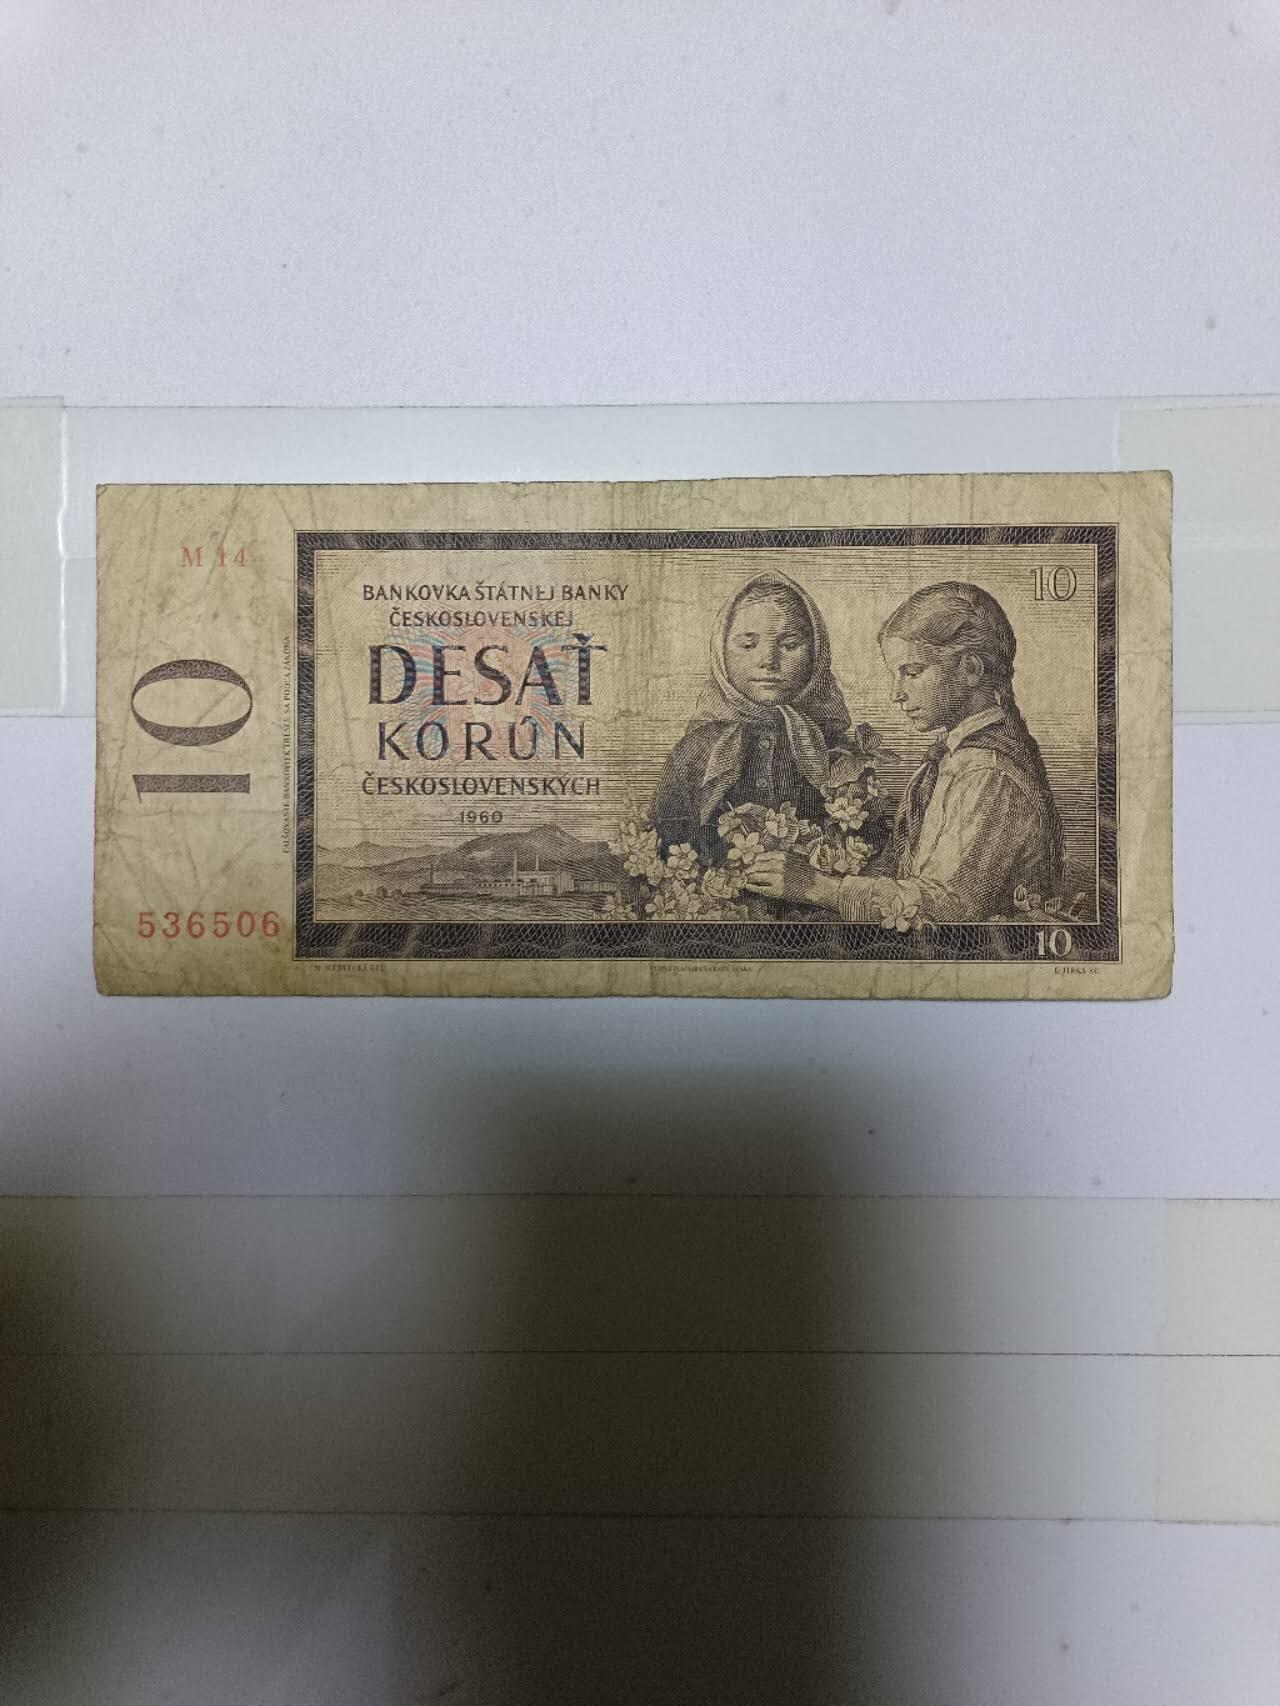 M 14
10
BANKOVKA ŠTÁTNEJ BANKY
ČESKOSLOVENSKEJ
DESAŤ
KORÚN
ČESKOSLOVENSKÝCH
1960
10
536506
10